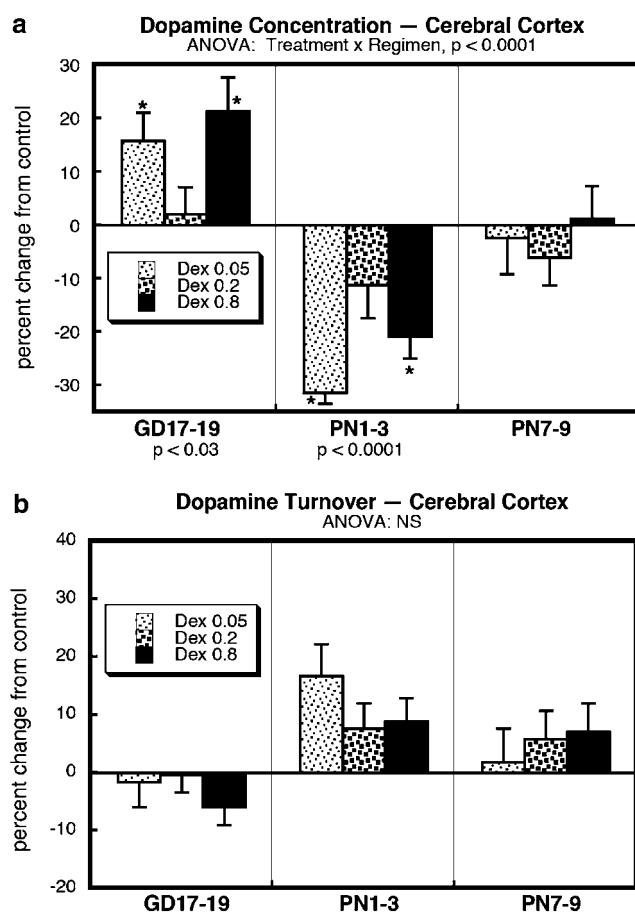 a
Dopamine Concentration — Cerebral Cortex
ANOVA: Treatment x Regimen, p < 0.0001
percent change from control
30
20
10
0
-10
-20
-30
*
*
*
*
Dex 0.05
Dex 0.2
Dex 0.8
GD17-19
PN1-3
PN7-9
p < 0.03
p < 0.0001
b
Dopamine Turnover — Cerebral Cortex
ANOVA: NS
percent change from control
40
30
20
10
0
-10
-20
Dex 0.05
Dex 0.2
Dex 0.8
GD17-19
PN1-3
PN7-9